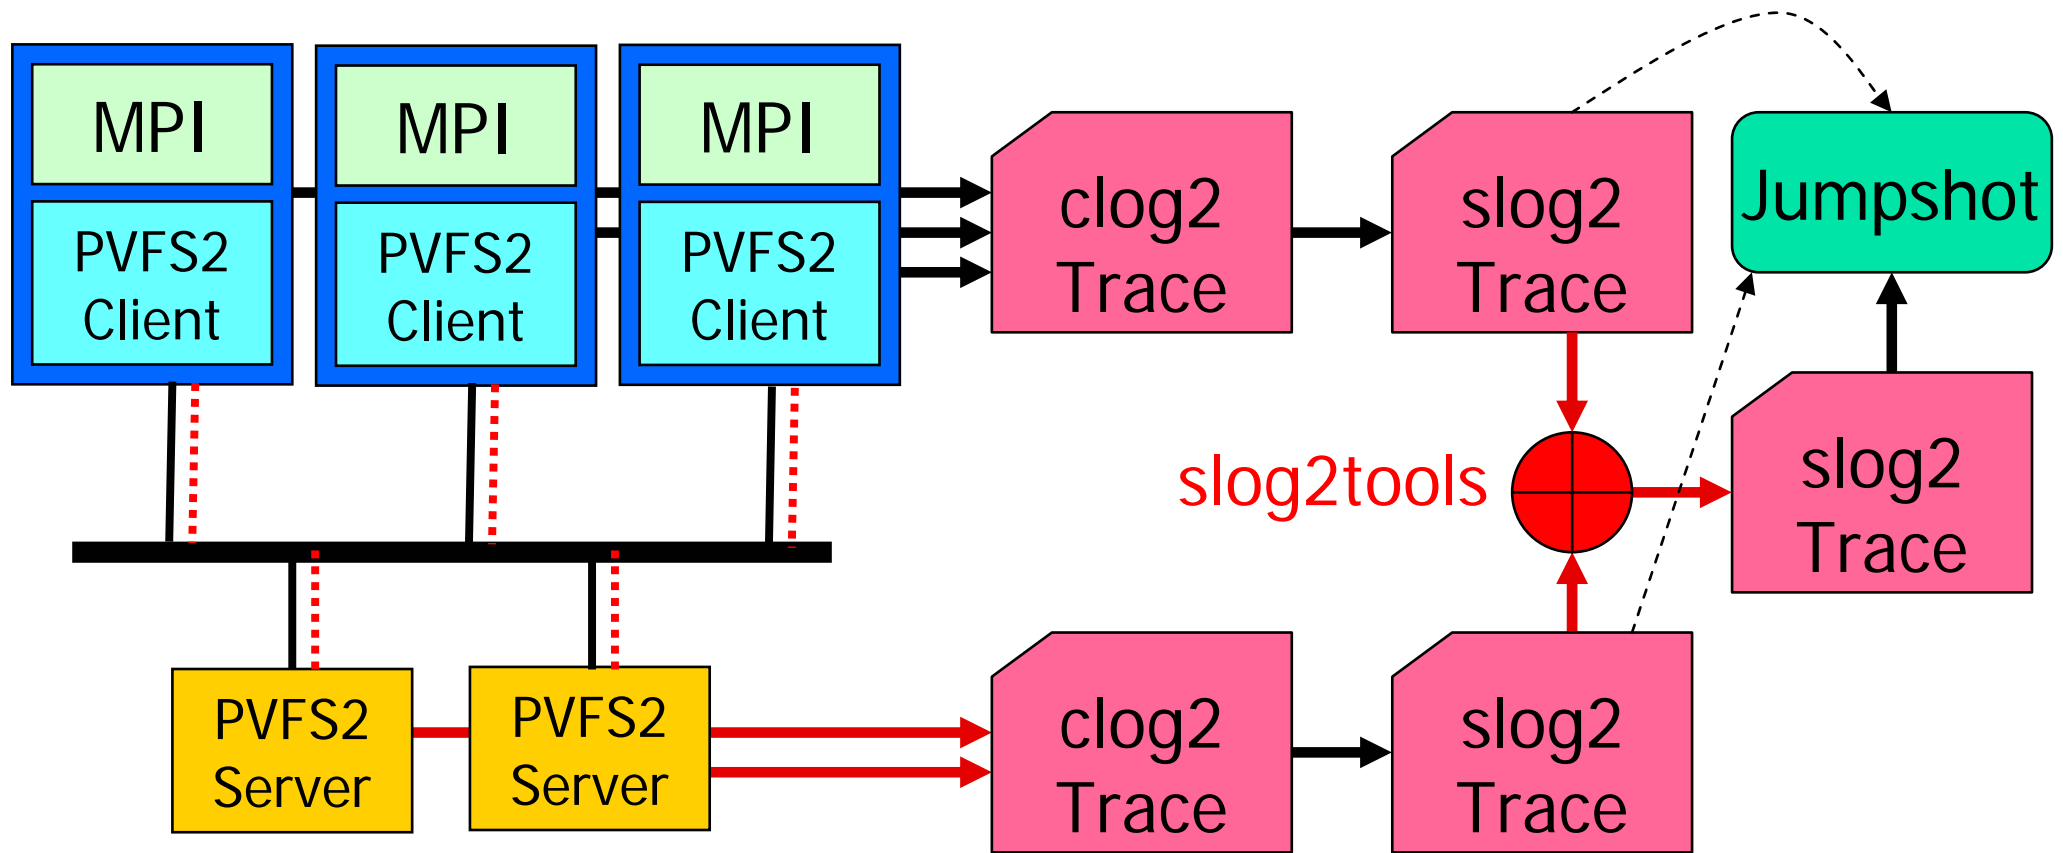 MPI
PVFS2
Client
MPI
PVFS2
Client
MPI
PVFS2
Client
clog2
Trace
slog2
Trace
Jumpshot
slog2tools
slog2
Trace
PVFS2
Server
PVFS2
Server
clog2
Trace
slog2
Trace